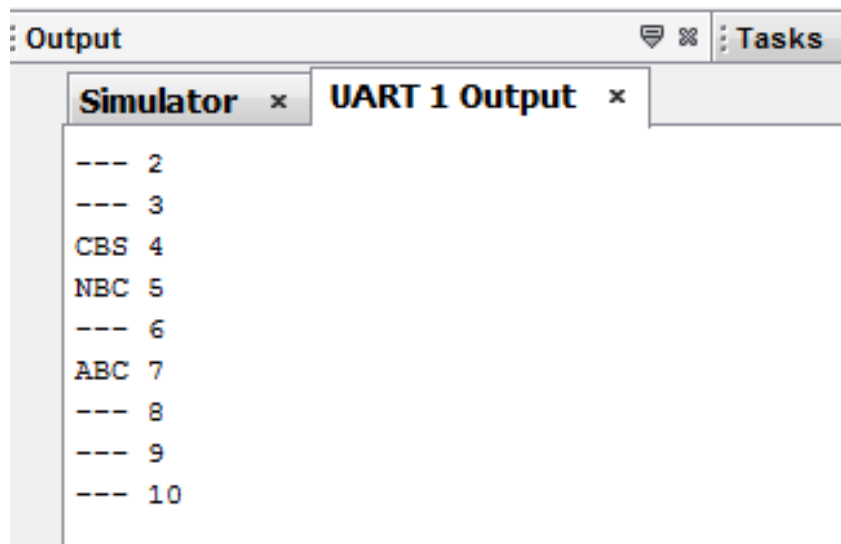 Output Tasks
Simulator × UART 1 Output ×
--- 2
--- 3
CBS 4
NBC 5
--- 6
ABC 7
--- 8
--- 9
--- 10